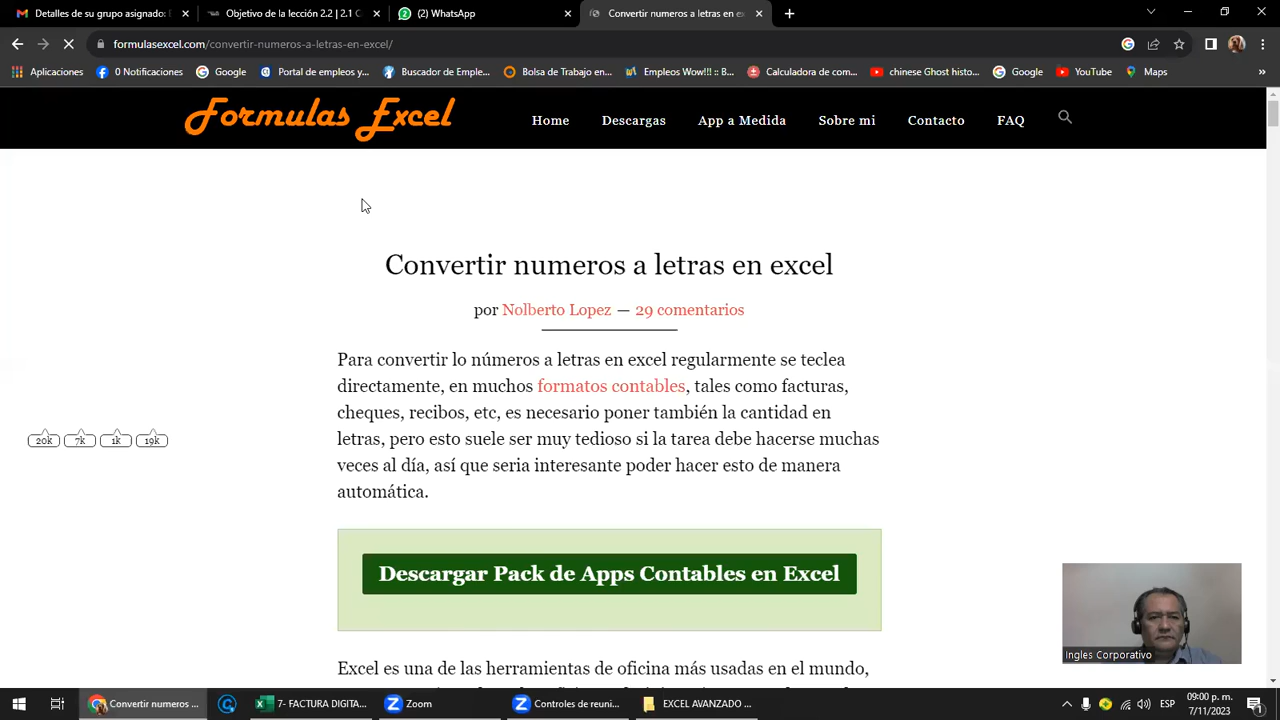 Detalles de su grupo asignado:
Objetivo de la lección 2.2 | 2.1 C
(2) WhatsApp
Convertir numeros a letras en ex
formulasexcel.com/convertir-numeros-a-letras-en-excel/
Aplicaciones
0 Notificaciones
Google
Portal de empleos y...
Buscador de Emple...
Bolsa de Trabajo en...
Empleos Wow!!! :: B...
Calculadora de com...
chinese Ghost histo...
Google
YouTube
Maps
»
Formulas Excel
Home
Descargas
App a Medida
Sobre mi
Contacto
FAQ
Convertir numeros a letras en excel
por Nolberto Lopez — 29 comentarios
Para convertir lo números a letras en excel regularmente se teclea
directamente, en muchos formatos contables, tales como facturas,
cheques, recibos, etc, es necesario poner también la cantidad en
letras, pero esto suele ser muy tedioso si la tarea debe hacerse muchas
veces al día, así que seria interesante poder hacer esto de manera
automática.
20k 7k 1k 19k
Descargar Pack de Apps Contables en Excel
Excel es una de las herramientas de oficina más usadas en el mundo,
Ingles Corporativo
Convertir numeros ...
7- FACTURA DIGITA...
Zoom
Controles de reuni...
EXCEL AVANZADO ...
ESP
09:00 p. m.
7/11/2023
1